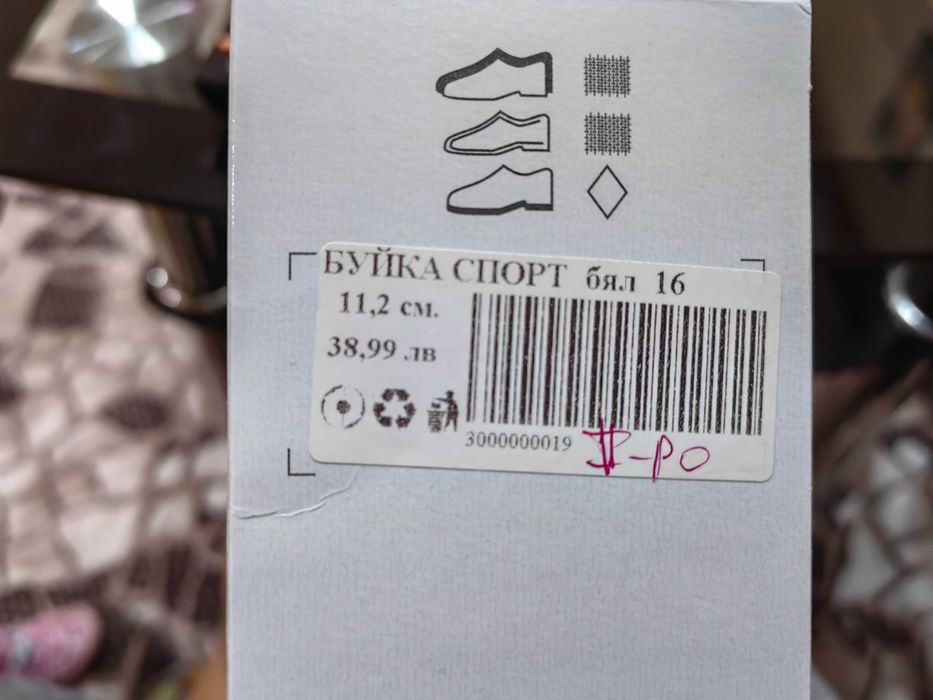 БУЙКА СПОРТ бял 16
11,2 см.
38,99 лв
3000000019